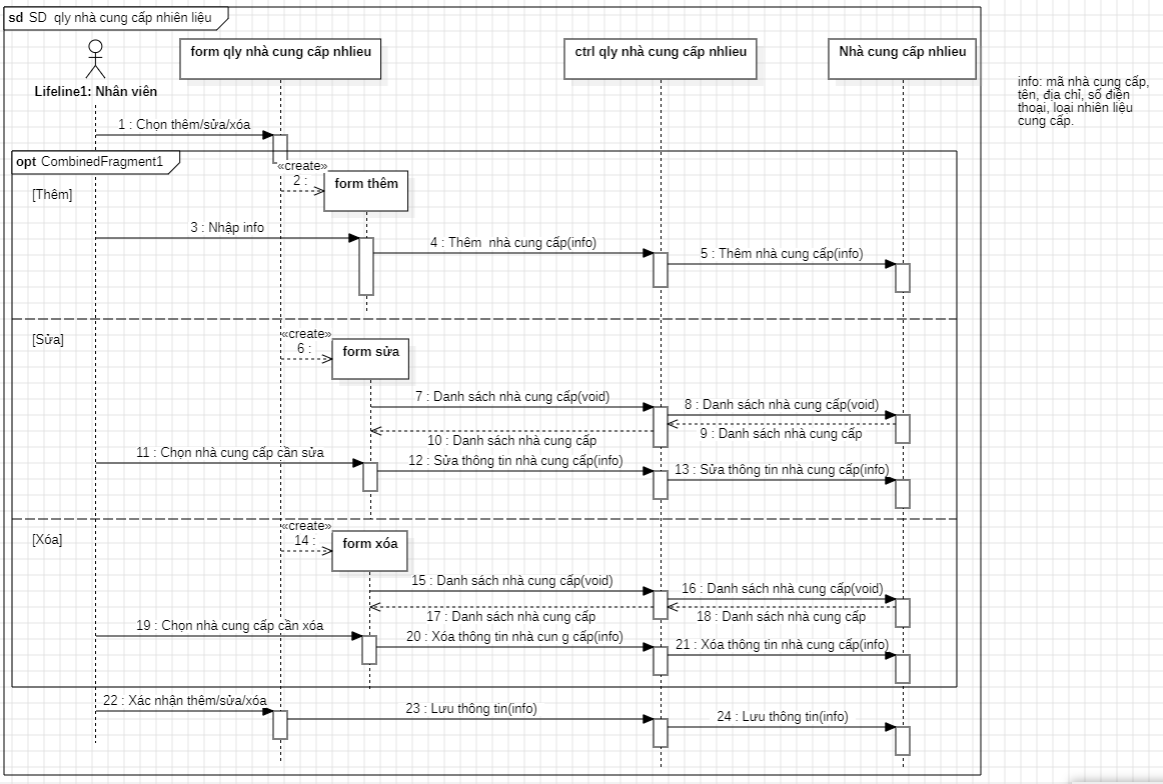 sd SD qly nhà cung cấp nhiên liệu
form qly nhà cung cấp nhlieu
ctrl qly nhà cung cấp nhlieu
Nhà cung cấp nhlieu
Lifeline1: Nhân viên
info: mã nhà cung cấp,
tên, địa chỉ, số điện
thoại, loại nhiên liệu
cung cấp.
1 : Chọn thêm/sửa/xóa
opt CombinedFragment1
«create»
2 :
form thêm
[Thêm]
3 : Nhập info
4 : Thêm nhà cung cấp(info)
5 : Thêm nhà cung cấp(info)
[Sửa]
«create»
6 :
form sửa
7 : Danh sách nhà cung cấp(void)
8 : Danh sách nhà cung cấp(void)
9 : Danh sách nhà cung cấp
10 : Danh sách nhà cung cấp
11 : Chọn nhà cung cấp cần sửa
12 : Sửa thông tin nhà cung cấp(info)
13 : Sửa thông tin nhà cung cấp(info)
[Xóa]
«create»
14 :
form xóa
15 : Danh sách nhà cung cấp(void)
16 : Danh sách nhà cung cấp(void)
17 : Danh sách nhà cung cấp
18 : Danh sách nhà cung cấp
19 : Chọn nhà cung cấp cần xóa
20 : Xóa thông tin nhà cun g cấp(info)
21 : Xóa thông tin nhà cung cấp(info)
22 : Xác nhận thêm/sửa/xóa
23 : Lưu thông tin(info)
24 : Lưu thông tin(info)